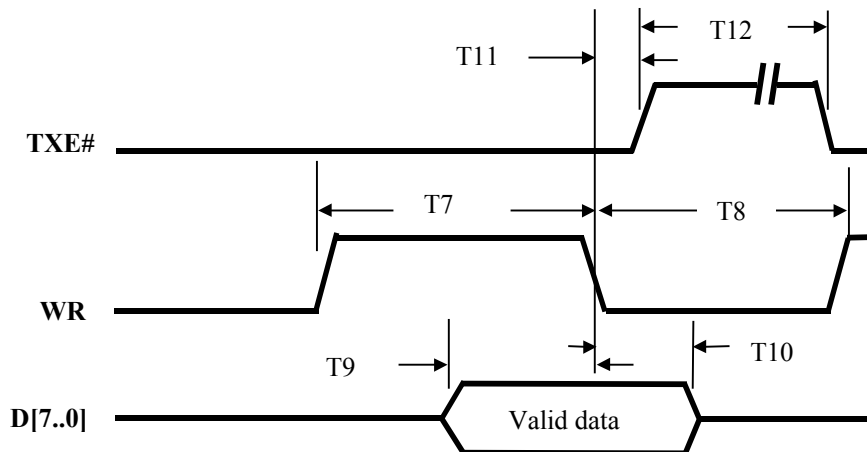 T12
T11
TXE#
T7
T8
WR
T9
T10
D[7..0]
Valid data